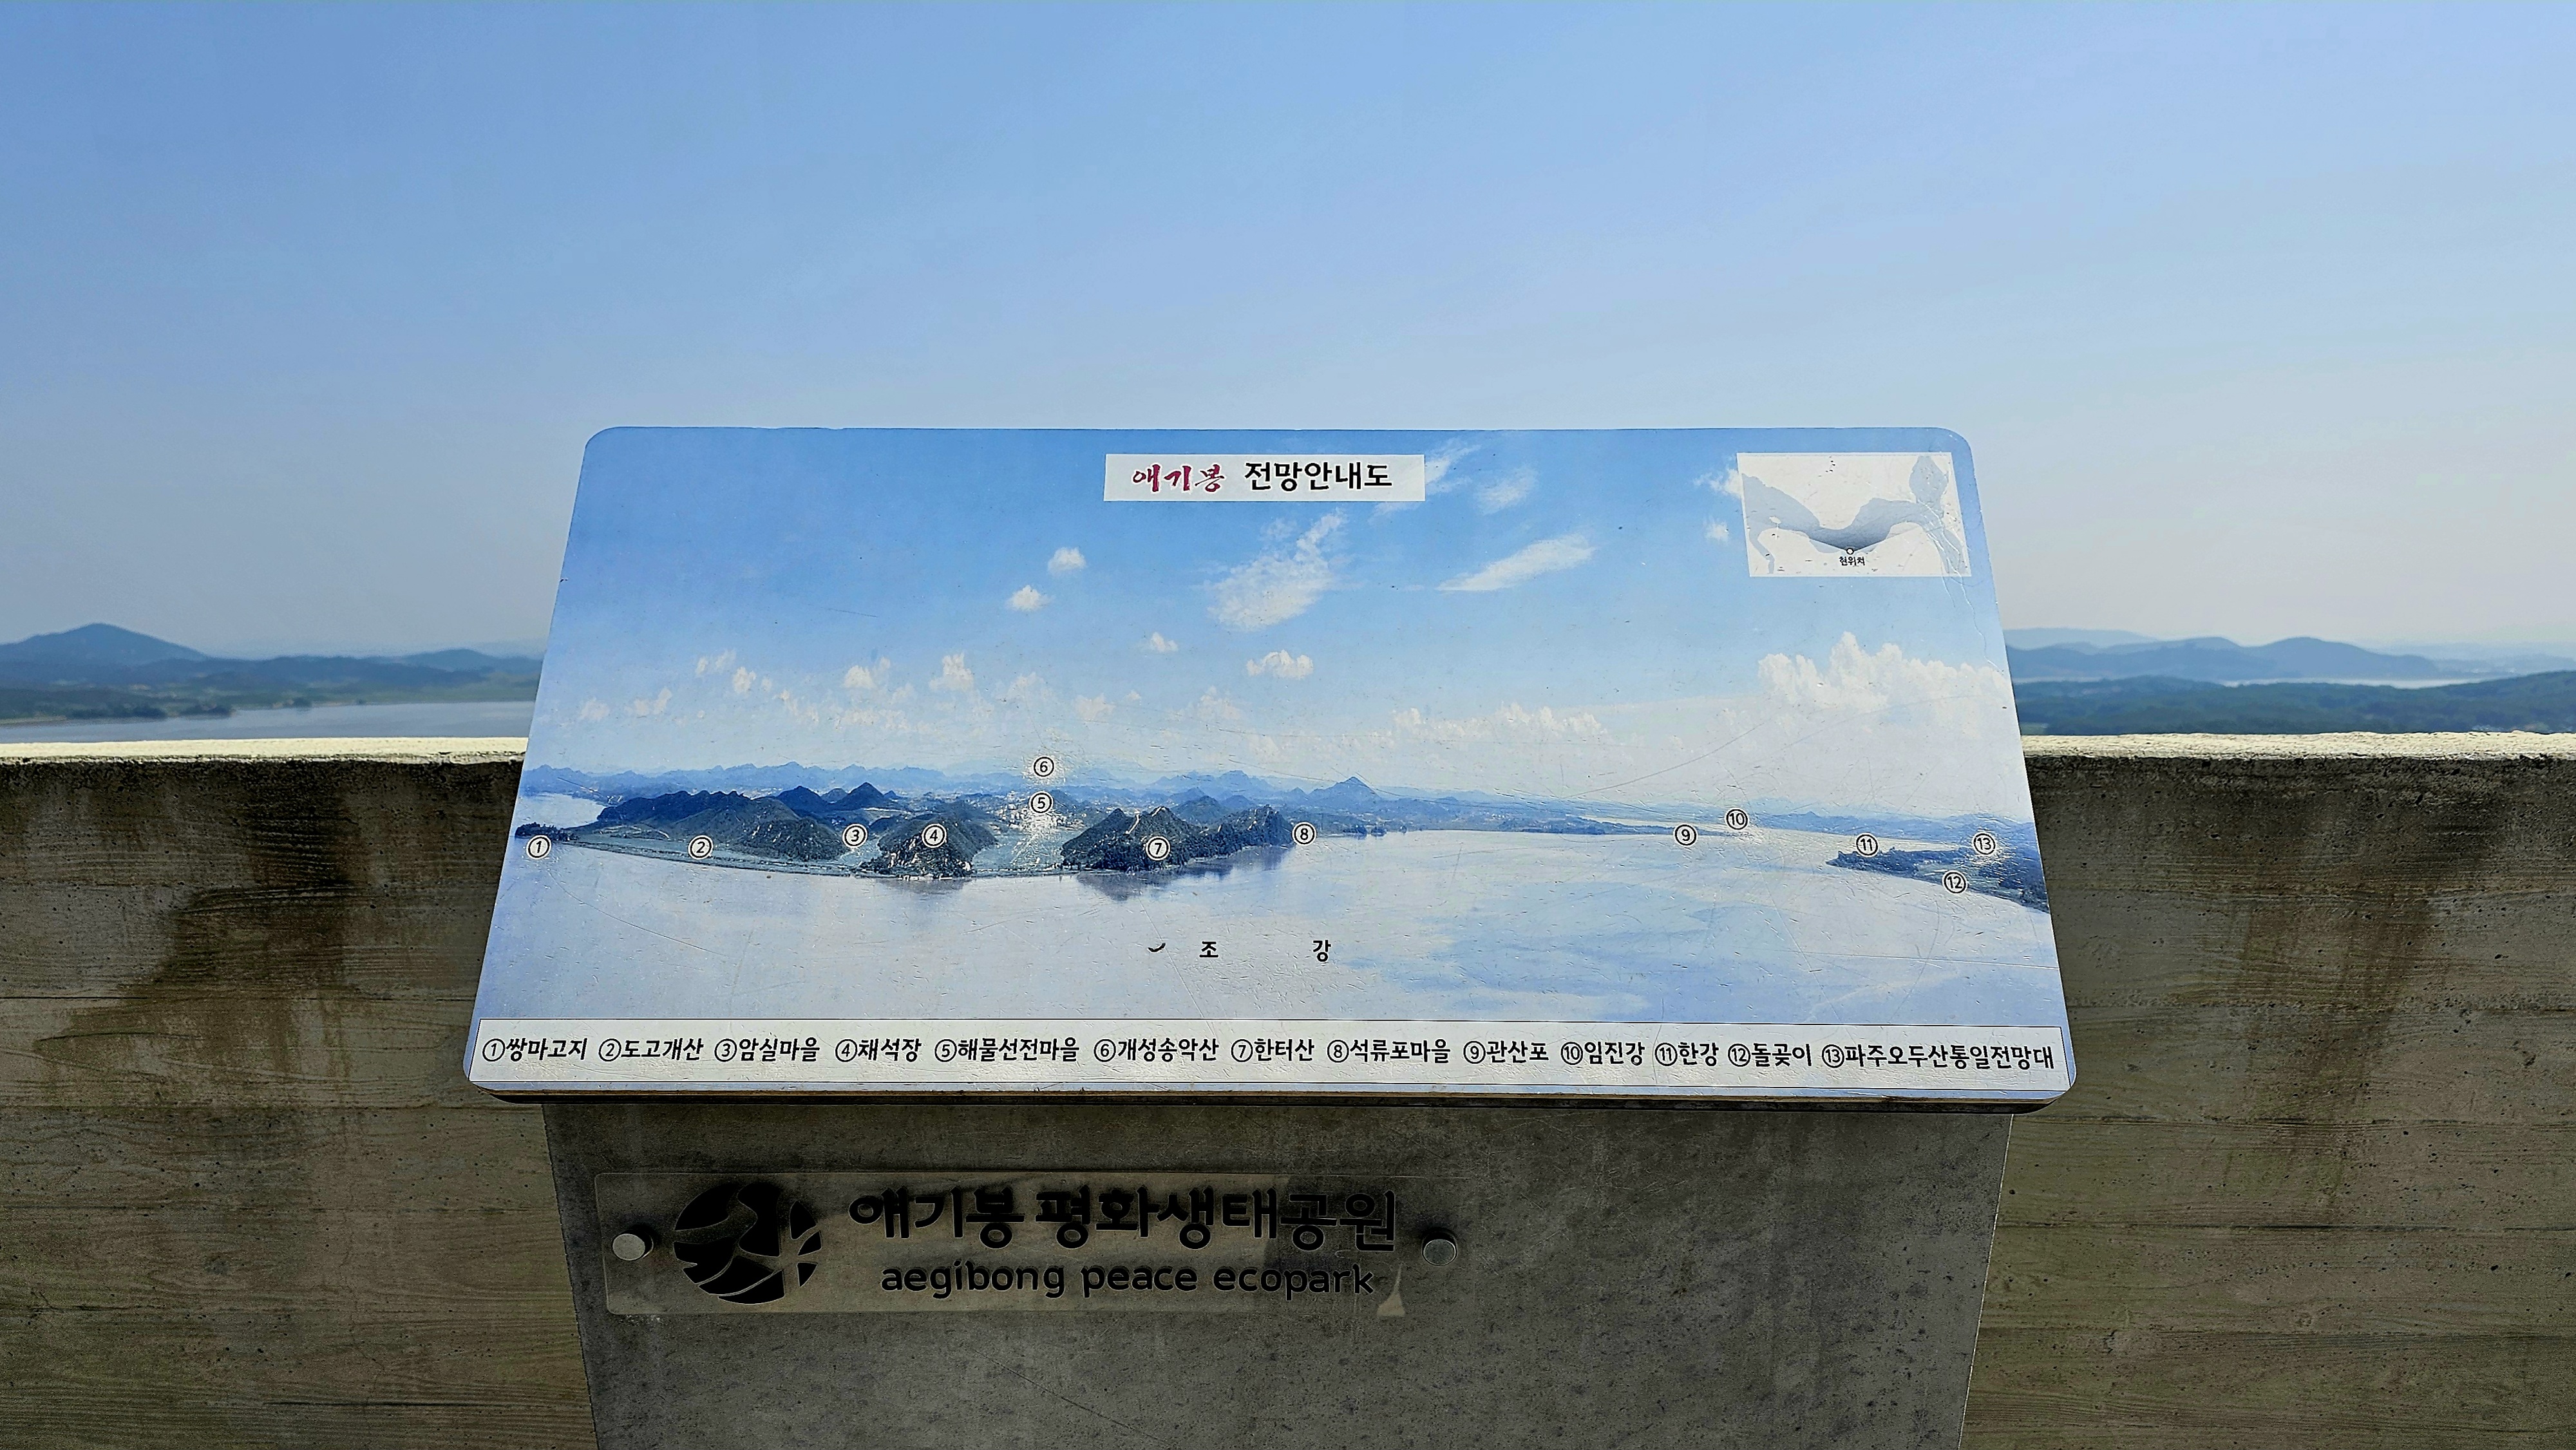 애기봉 전망안내도
현위치
⑥
⑤
① ② ③ ④ ⑦ ⑧ ⑨ ⑩ ⑪ ⑬
⑫
조 강
①쌍마고지 ②도고개산 ③암실마을 ④채석장 ⑤해물선전마을 ⑥개성송악산 ⑦한터산 ⑧석류포마을 ⑨관산포 ⑩임진강 ⑪한강 ⑫돌곶이 ⑬파주오두산통일전망대
애기봉 평화생태공원
aegibong peace ecopark